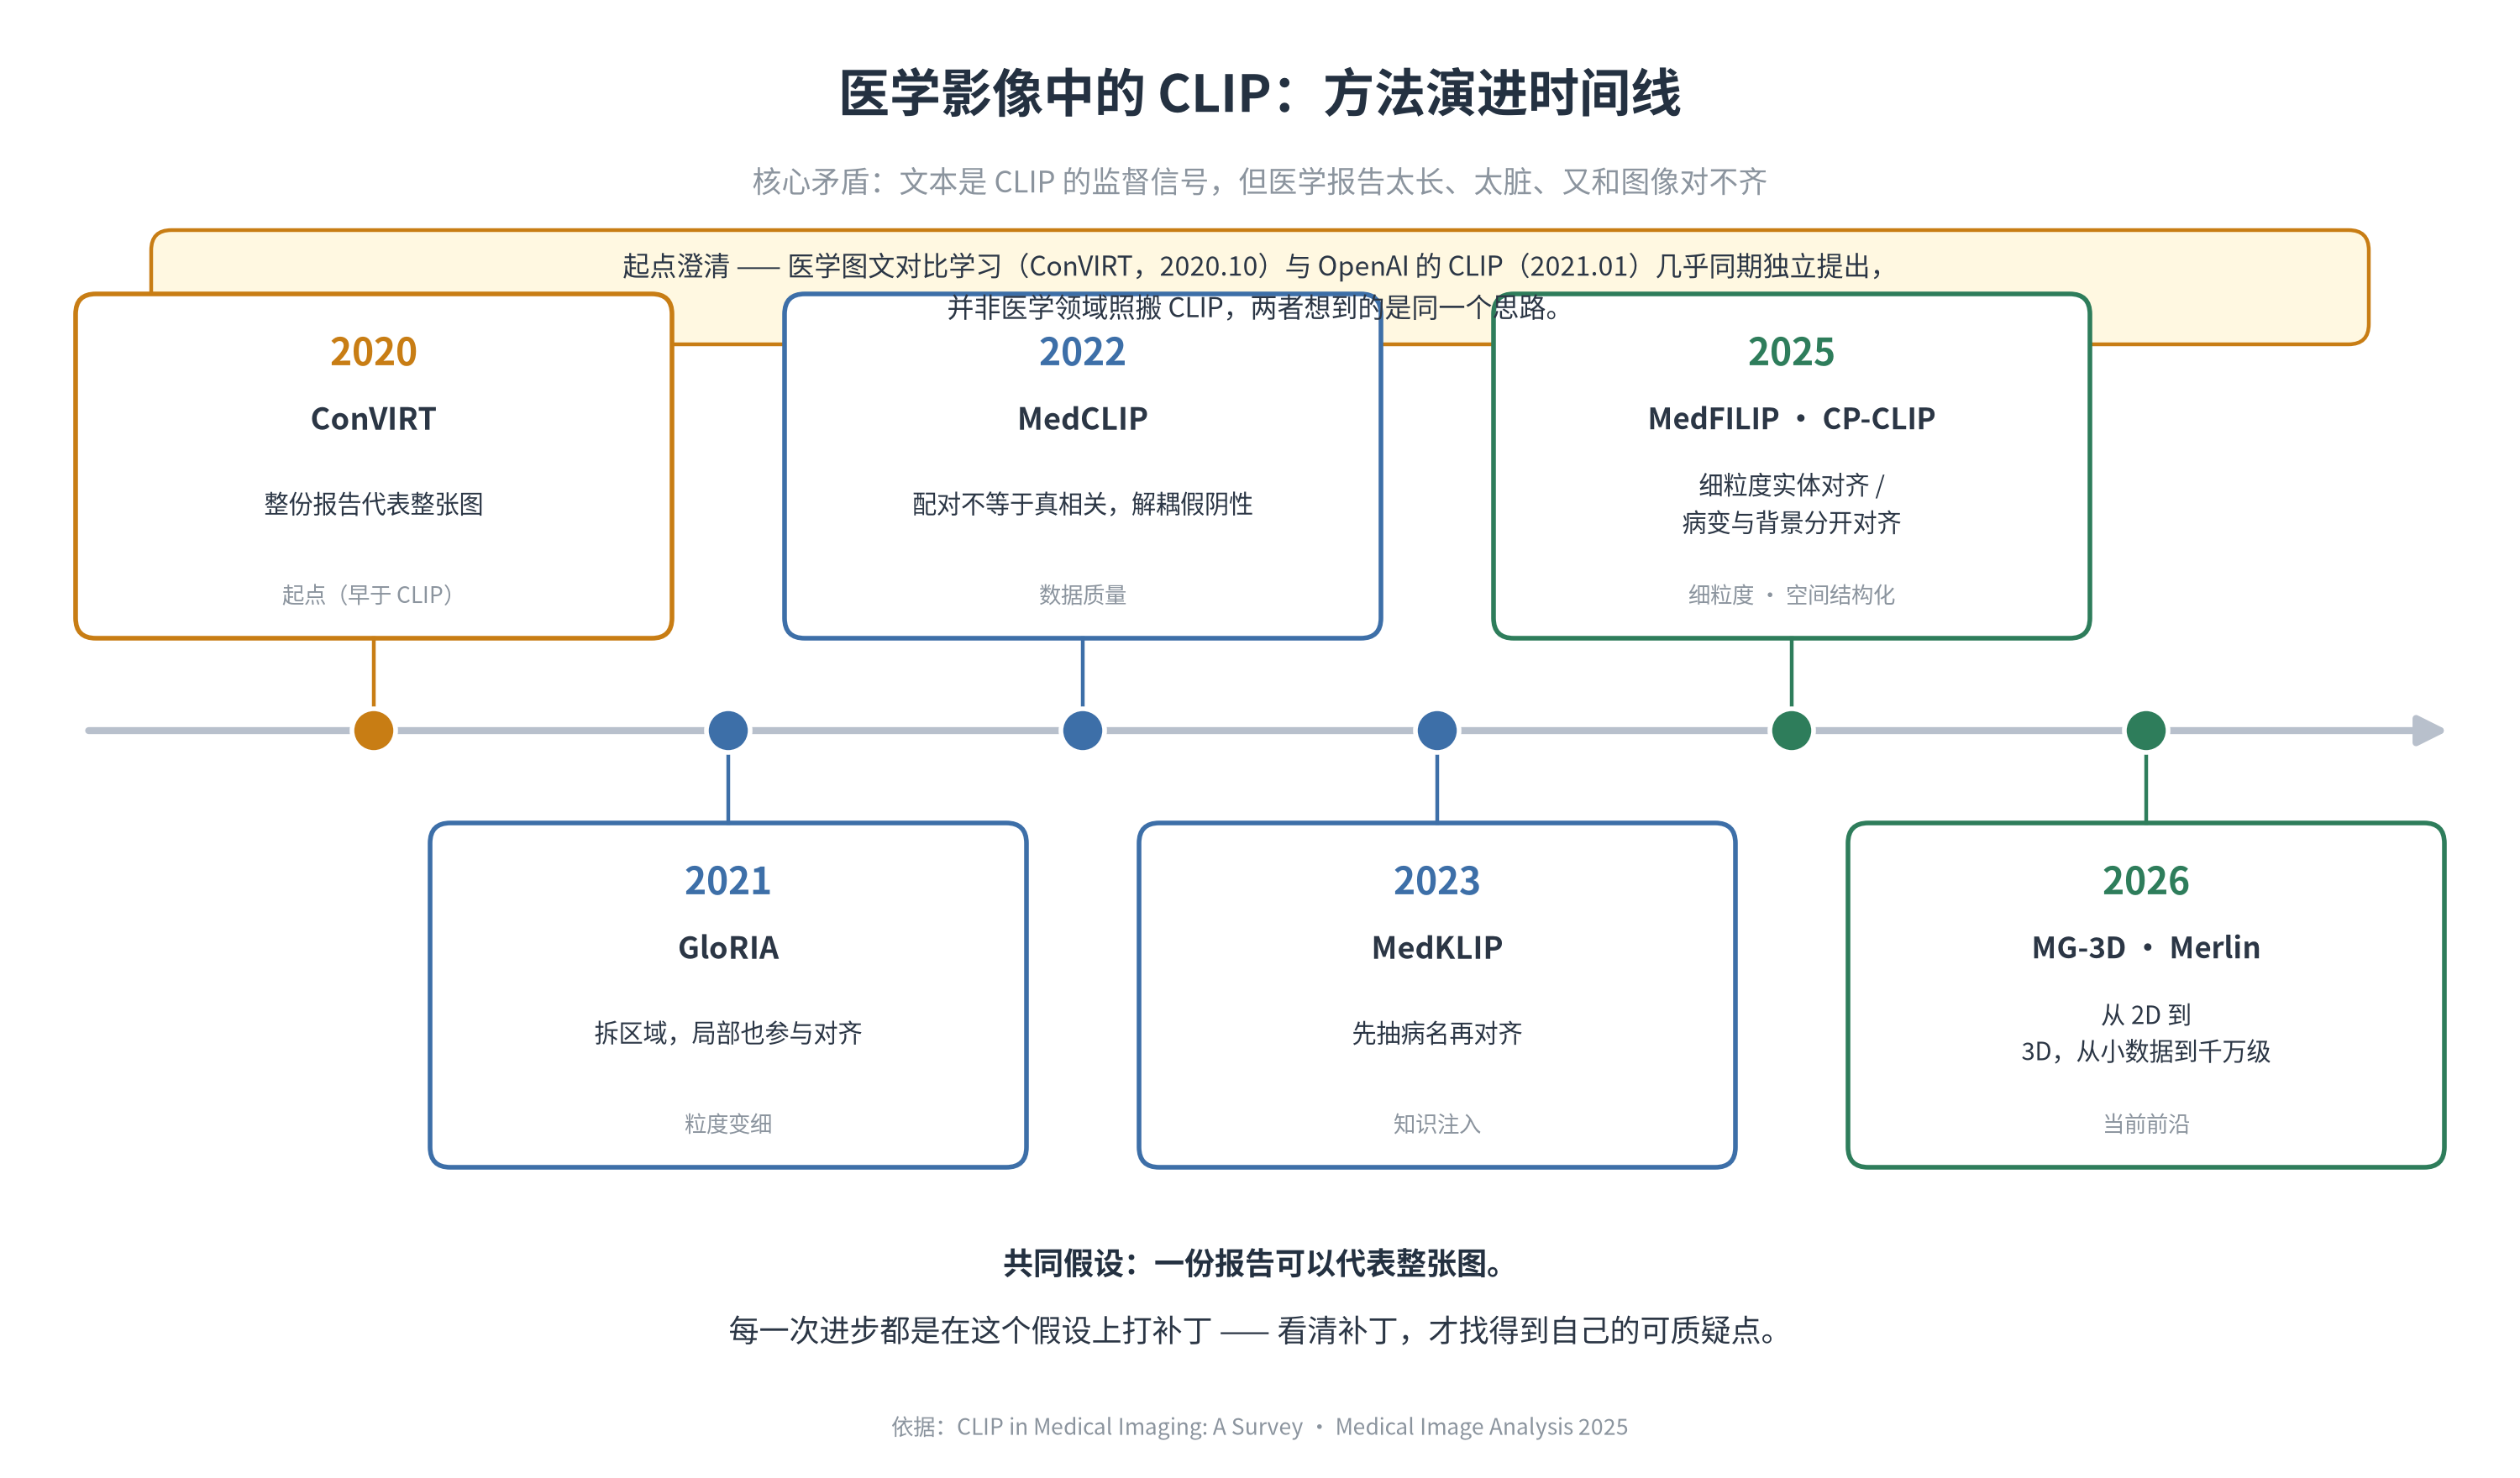 医学影像中的 CLIP：方法演进时间线
核心矛盾：文本是 CLIP 的监督信号，但医学报告太长、太脏、又和图像对不齐
起点澄清 —— 医学图文对比学习（ConVIRT，2020.10）与 OpenAI 的 CLIP（2021.01）几乎同期独立提出，
并非医学领域照搬 CLIP，两者想到的是同一个思路。
2020
ConVIRT
整份报告代表整张图
起点（早于 CLIP）
2022
MedCLIP
配对不等于真相关，解耦假阴性
数据质量
2025
MedFILIP · CP-CLIP
细粒度实体对齐 /
病变与背景分开对齐
细粒度 · 空间结构化
2021
GloRIA
拆区域，局部也参与对齐
粒度变细
2023
MedKLIP
先抽病名再对齐
知识注入
2026
MG-3D · Merlin
从 2D 到
3D，从小数据到千万级
当前前沿
共同假设：一份报告可以代表整张图。
每一次进步都是在这个假设上打补丁 —— 看清补丁，才找得到自己的可质疑点。
依据：CLIP in Medical Imaging: A Survey · Medical Image Analysis 2025